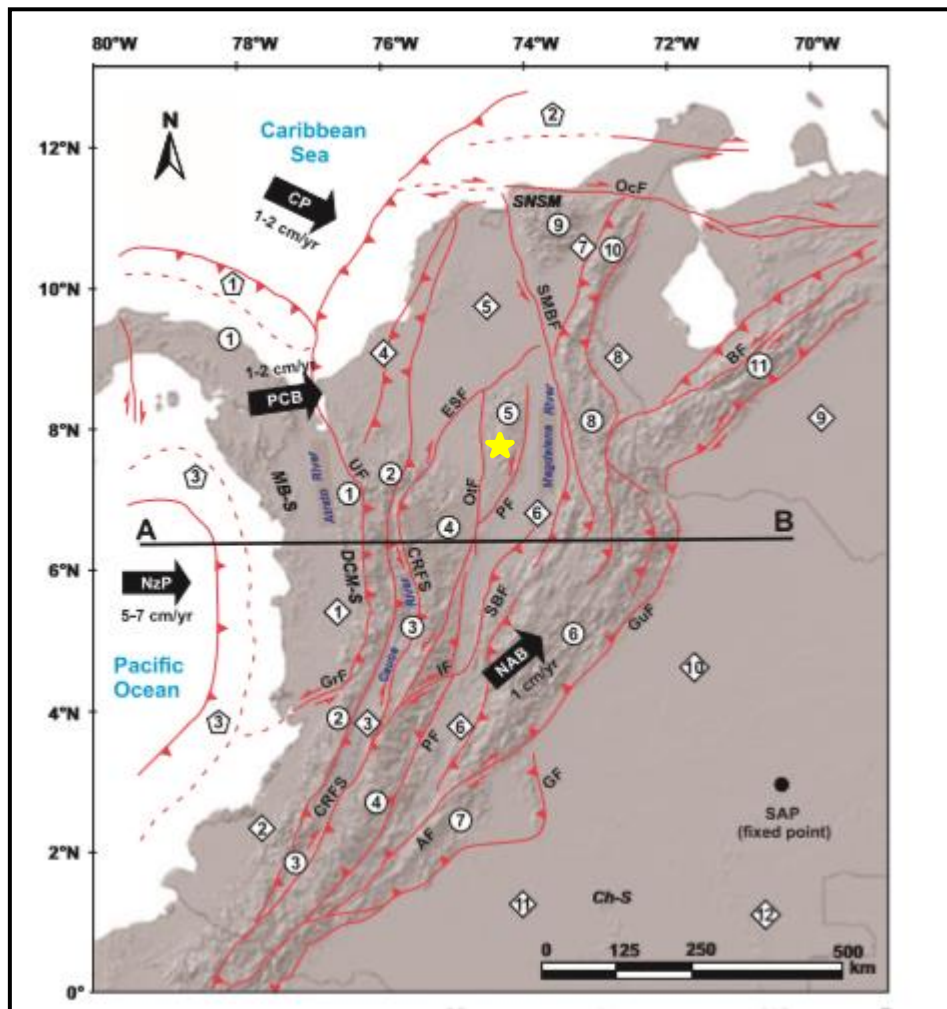 80°W 78°W 76°W 74°W 72°W 70°W
N
Caribbean
Sea
2
12°N
CP
1-2 cm/yr
OcF
SNSM
9
7
10
1
10°N
5
SMBF
1
4
8
BF
11
1-2 cm/yr
PCB
ESF
5
Magdalena River
8
9
8°N
UF
2
3
MB-S
Atrato River
1
OtF
PF
6
4
A
B
6°N
NzP
5-7 cm/yr
DCM-S
CRFS
River
Cauca
1
3
SBF
6
GuF
NAB
1 cm/yr
10
Pacific
Ocean
GrF
IF
3
2
3
PF
6
4°N
CRFS
GF
4
7
SAP
(fixed point)
2
AF
2°N
3
11
Ch-S
12
0 125 250 500
km
0°